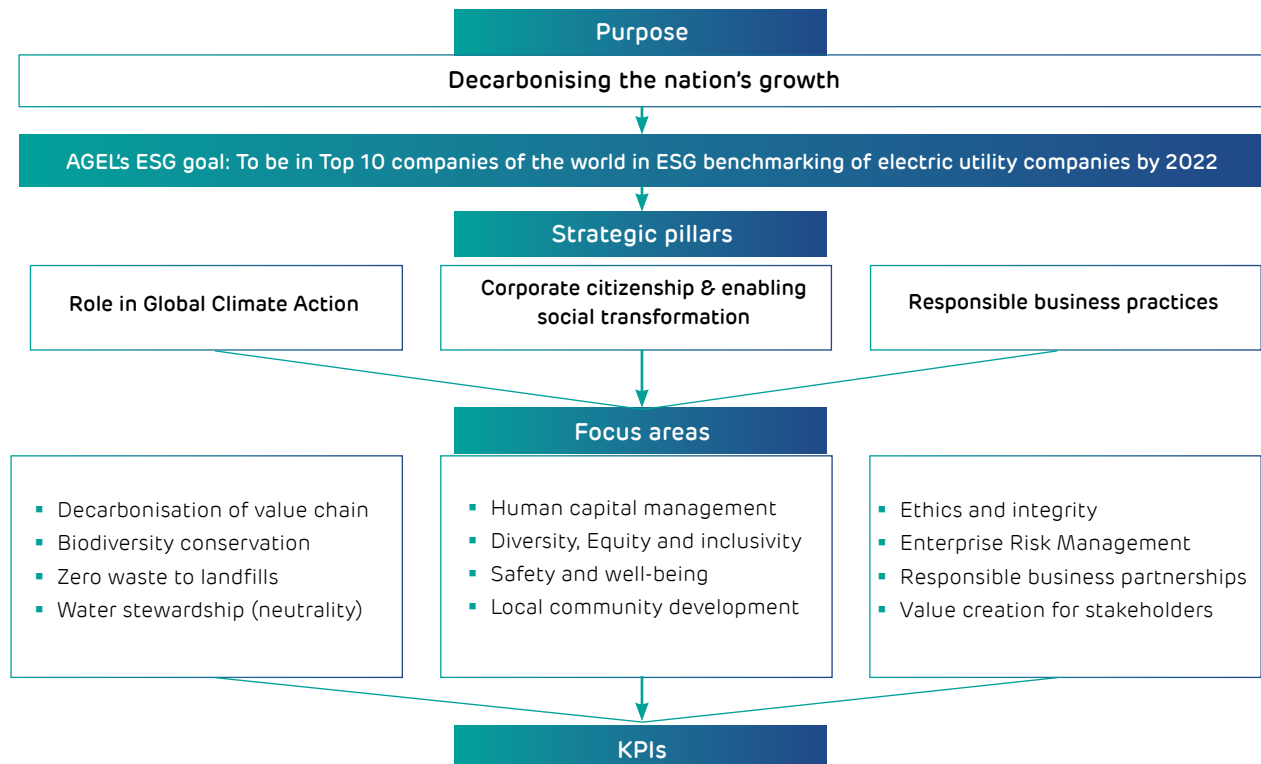 Purpose
Decarbonising the nation's growth
AGEL's ESG goal: To be in Top 10 companies of the world in ESG benchmarking of electric utility companies by 2022
Strategic pillars
Role in Global Climate Action
Corporate citizenship & enabling
social transformation
Responsible business practices
Focus areas
▪ Decarbonisation of value chain
▪ Biodiversity conservation
▪ Zero waste to landfills
▪ Water stewardship (neutrality)
▪ Human capital management
▪ Diversity, Equity and inclusivity
▪ Safety and well-being
▪ Local community development
▪ Ethics and integrity
▪ Enterprise Risk Management
▪ Responsible business partnerships
▪ Value creation for stakeholders
KPIs